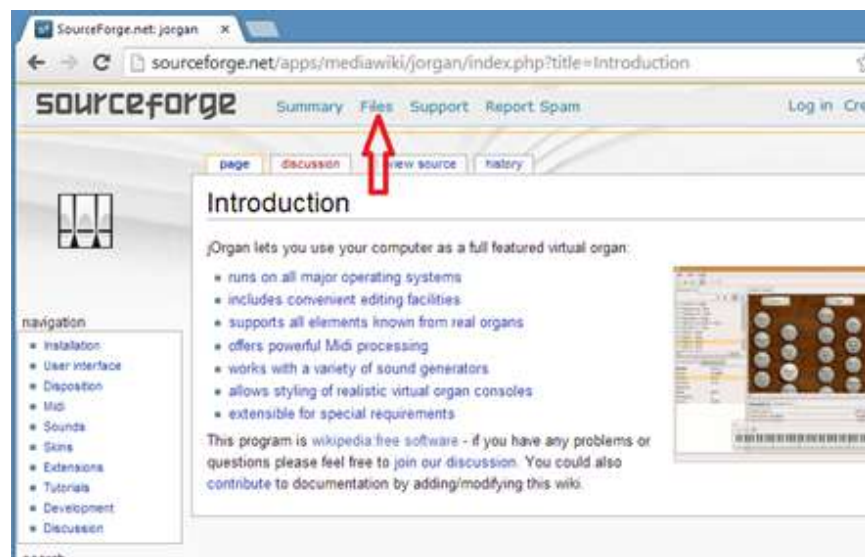 SourceForge.net: jorgan
sourceforge.net/apps/mediawiki/jorgan/index.php?title=Introduction
sourceforge Summary Files Support Report Spam Log in Cre
page discussion view source history
Introduction
jOrgan lets you use your computer as a full featured virtual organ:
runs on all major operating systems
includes convenient editing facilities
supports all elements known from real organs
offers powerful Midi processing
works with a variety of sound generators
allows styling of realistic virtual organ consoles
extensible for special requirements
This program is wikipedia:free software - if you have any problems or
questions please feel free to join our discussion. You could also
contribute to documentation by adding/modifying this wiki.
navigation
Installation
User interface
Disposition
Midi
Sounds
Skins
Extensions
Tutorials
Development
Discussion
search